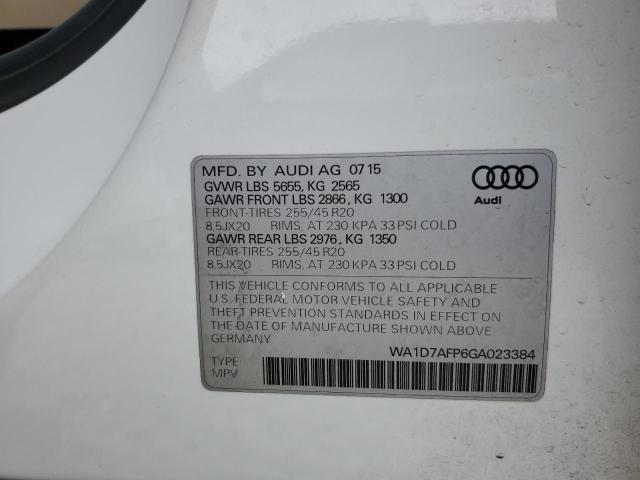 MFD. BY AUDI AG 07 15
GVWR LBS 5655, KG 2565
GAWR FRONT LBS 2866, KG 1300
FRONT-TIRES 255/45 R20
8,5JX20 RIMS, AT 230 KPA 33 PSI COLD
GAWR REAR LBS 2976, KG 1350
REAR-TIRES 255/45 R20
8,5JX20 RIMS, AT 230 KPA 33 PSI COLD
Audi
THIS VEHICLE CONFORMS TO ALL APPLICABLE
U.S. FEDERAL MOTOR VEHICLE SAFETY AND
THEFT PREVENTION STANDARDS IN EFFECT ON
THE DATE OF MANUFACTURE SHOWN ABOVE
GERMANY
WA1D7AFP6GA023384
TYPE
MPV